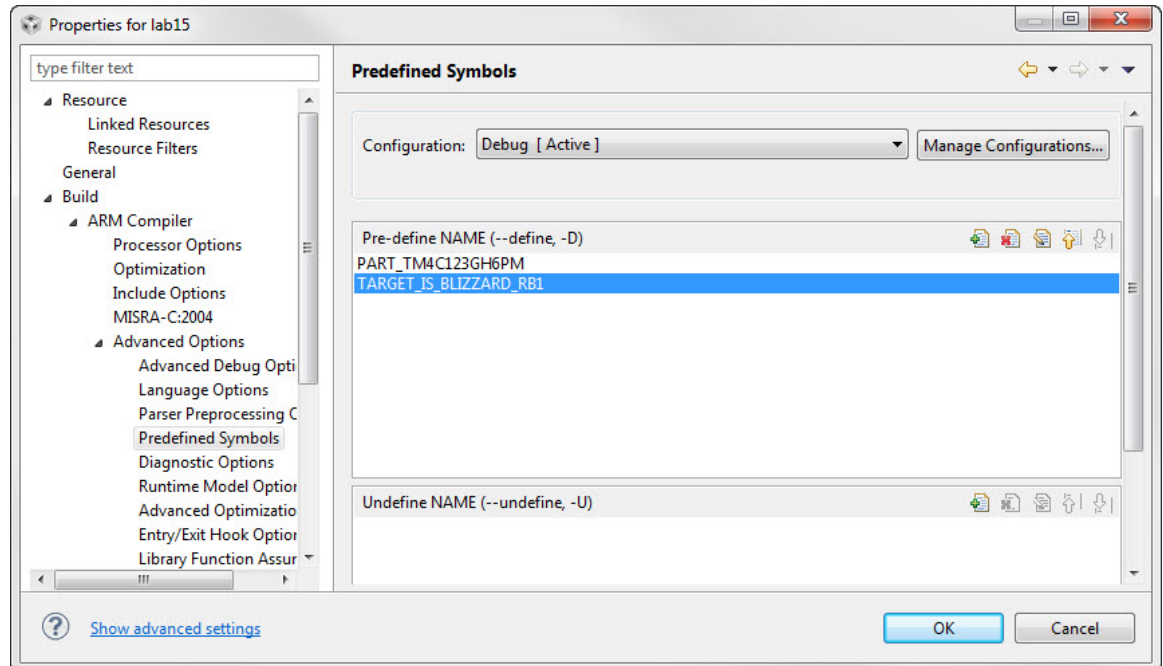 Properties for lab15
type filter text
Resource
Linked Resources
Resource Filters
General
Build
ARM Compiler
Processor Options
Optimization
Include Options
MISRA-C:2004
Advanced Options
Advanced Debug Opti
Language Options
Parser Preprocessing C
Predefined Symbols
Diagnostic Options
Runtime Model Option
Advanced Optimizatio
Entry/Exit Hook Option
Library Function Assur
Predefined Symbols
Configuration: Debug [ Active ] Manage Configurations...
Pre-define NAME (--define, -D)
PART_TM4C123GH6PM
TARGET_IS_BLIZZARD_RB1
Undefine NAME (--undefine, -U)
Show advanced settings
OK Cancel